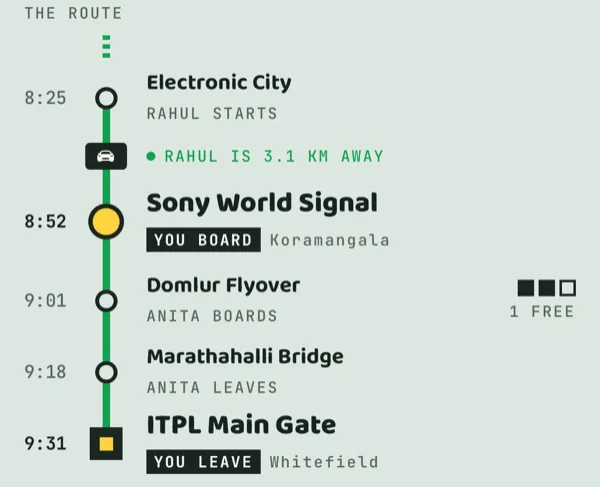 THE ROUTE
8:25 Electronic City
RAHUL STARTS
RAHUL IS 3.1 KM AWAY
8:52 Sony World Signal
YOU BOARD Koramangala
9:01 Domlur Flyover
ANITA BOARDS 1 FREE
9:18 Marathahalli Bridge
ANITA LEAVES
9:31 ITPL Main Gate
YOU LEAVE Whitefield